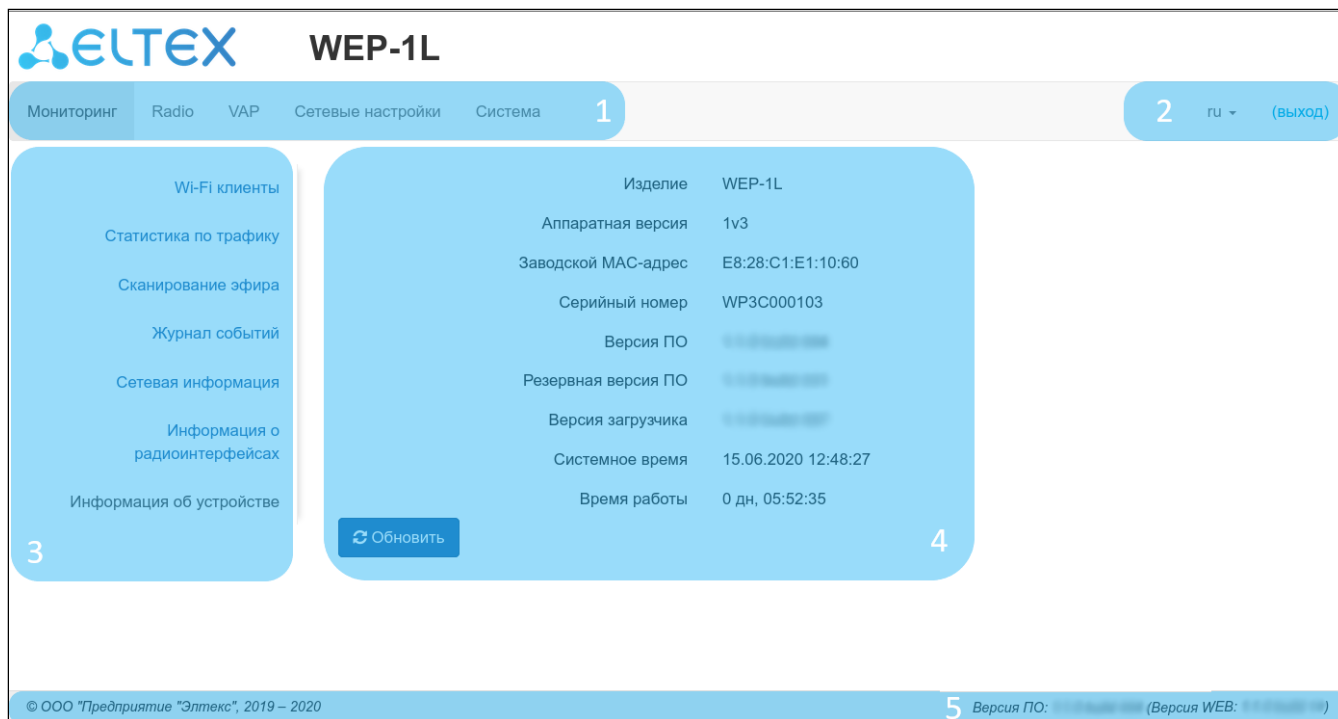 ELTEX WEP-1L
Мониторинг Radio VAP Сетевые настройки Система 1 2 ru (выход)
Wi-Fi клиенты
Статистика по трафику
Сканирование эфира
Журнал событий
Сетевая информация
Информация о
радиоинтерфейсах
Информация об устройстве
3
Изделие WEP-1L
Аппаратная версия 1v3
Заводской MAC-адрес E8:28:C1:E1:10:60
Серийный номер WP3C000103
Версия ПО
Резервная версия ПО
Версия загрузчика
Системное время 15.06.2020 12:48:27
Время работы 0 дн, 05:52:35
Обновить 4
© ООО "Предприятие "Элтекс", 2019 – 2020 5 Версия ПО: (Версия WEB: )